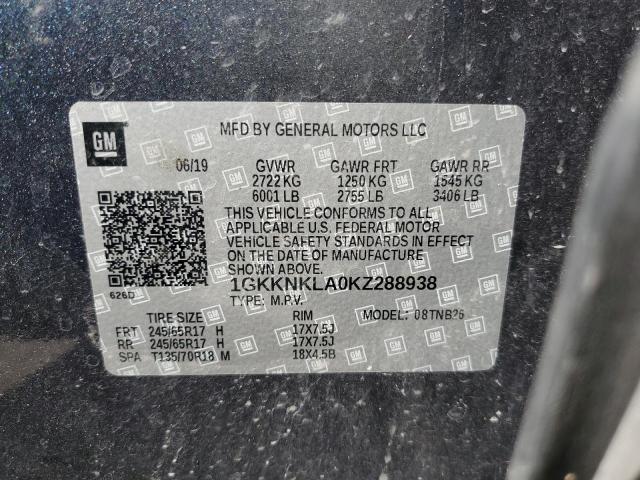 GM
MFD BY GENERAL MOTORS LLC
06/19 GVWR GAWR FRT GAWR RR
2722 KG 1250 KG 1545 KG
6001 LB 2755 LB 3406 LB
THIS VEHICLE CONFORMS TO ALL
APPLICABLE U.S. FEDERAL MOTOR
VEHICLE SAFETY STANDARDS IN EFFECT
ON THE DATE OF MANUFACTURE
SHOWN ABOVE.
1GKKNKLA0KZ288938
626D
TYPE: M.P.V.
TIRE SIZE RIM MODEL: 08TNB26
FRT 245/65R17 H 17X7.5J
RR 245/65R17 H 17X7.5J
SPA T135/70R18 M 18X4.5B